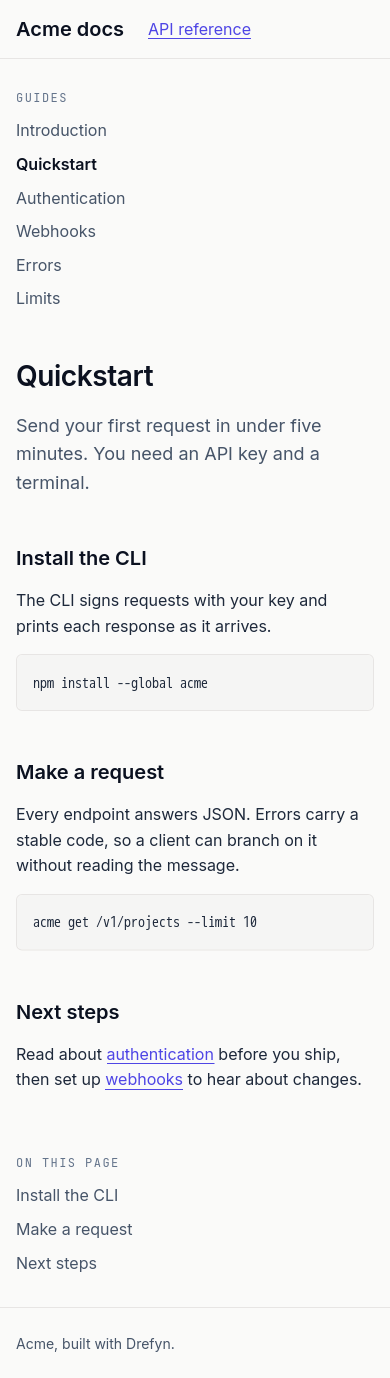 Acme docs API reference
GUIDES
Introduction
Quickstart
Authentication
Webhooks
Errors
Limits
Quickstart
Send your first request in under five
minutes. You need an API key and a
terminal.
Install the CLI
The CLI signs requests with your key and
prints each response as it arrives.
npm install --global acme
Make a request
Every endpoint answers JSON. Errors carry a
stable code, so a client can branch on it
without reading the message.
acme get /v1/projects --limit 10
Next steps
Read about authentication before you ship,
then set up webhooks to hear about changes.
ON THIS PAGE
Install the CLI
Make a request
Next steps
Acme, built with Drefyn.